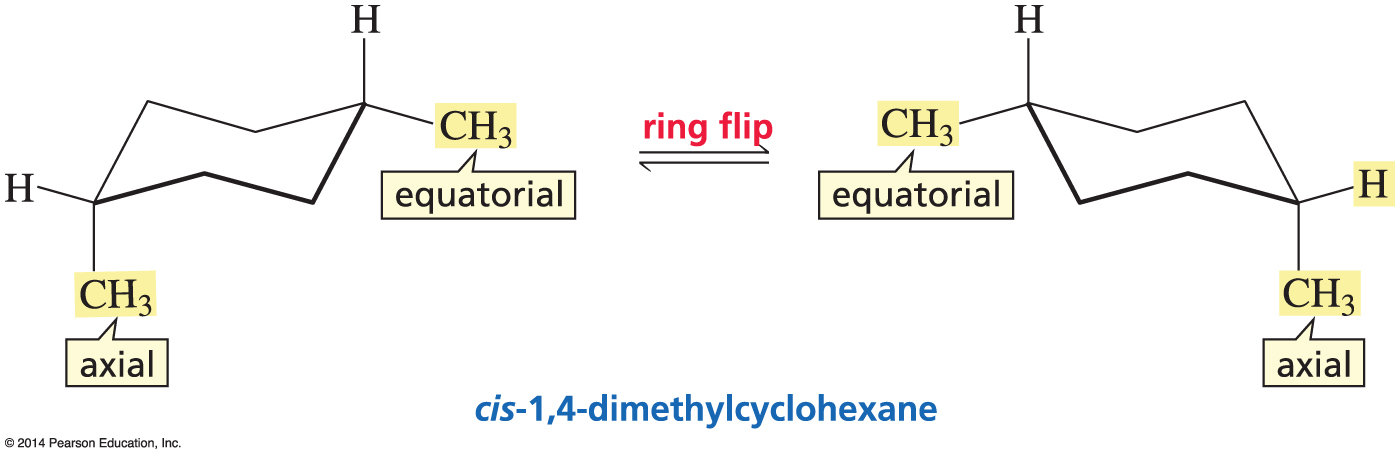 H H
CH₃ ring flip CH₃
equatorial equatorial
H H
CH₃ CH₃
axial axial
cis-1,4-dimethylcyclohexane
© 2014 Pearson Education, Inc.